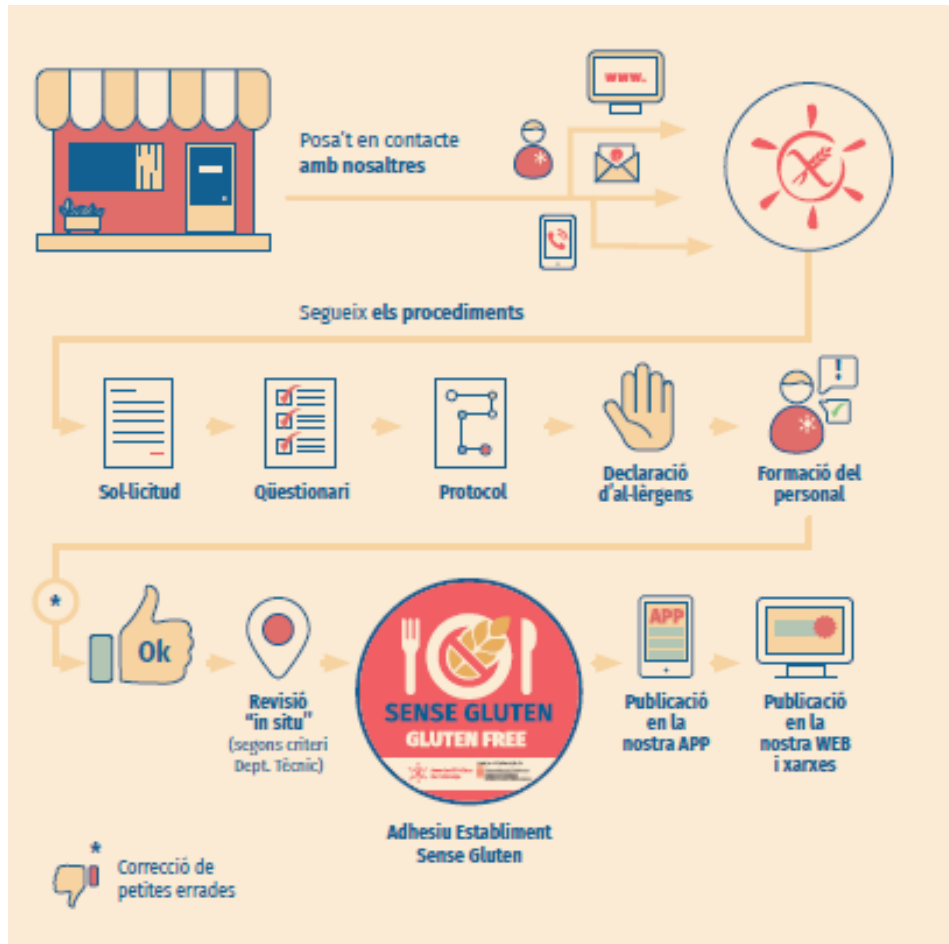 www.
Posa't en contacte
amb nosaltres
Segueix els procediments
Sol·licitud
Qüestionari
Protocol
Declaració
d'al·lèrgens
Formació del
personal
*
Ok
Revisió
"in situ"
(segons criteri
Dept. Tècnic)
SENSE GLUTEN
GLUTEN FREE
Adhesiu Establiment
Sense Gluten
APP
Publicació
en la
nostra APP
Publicació
en la
nostra WEB
i xarxes
*
Correcció de
petites errades